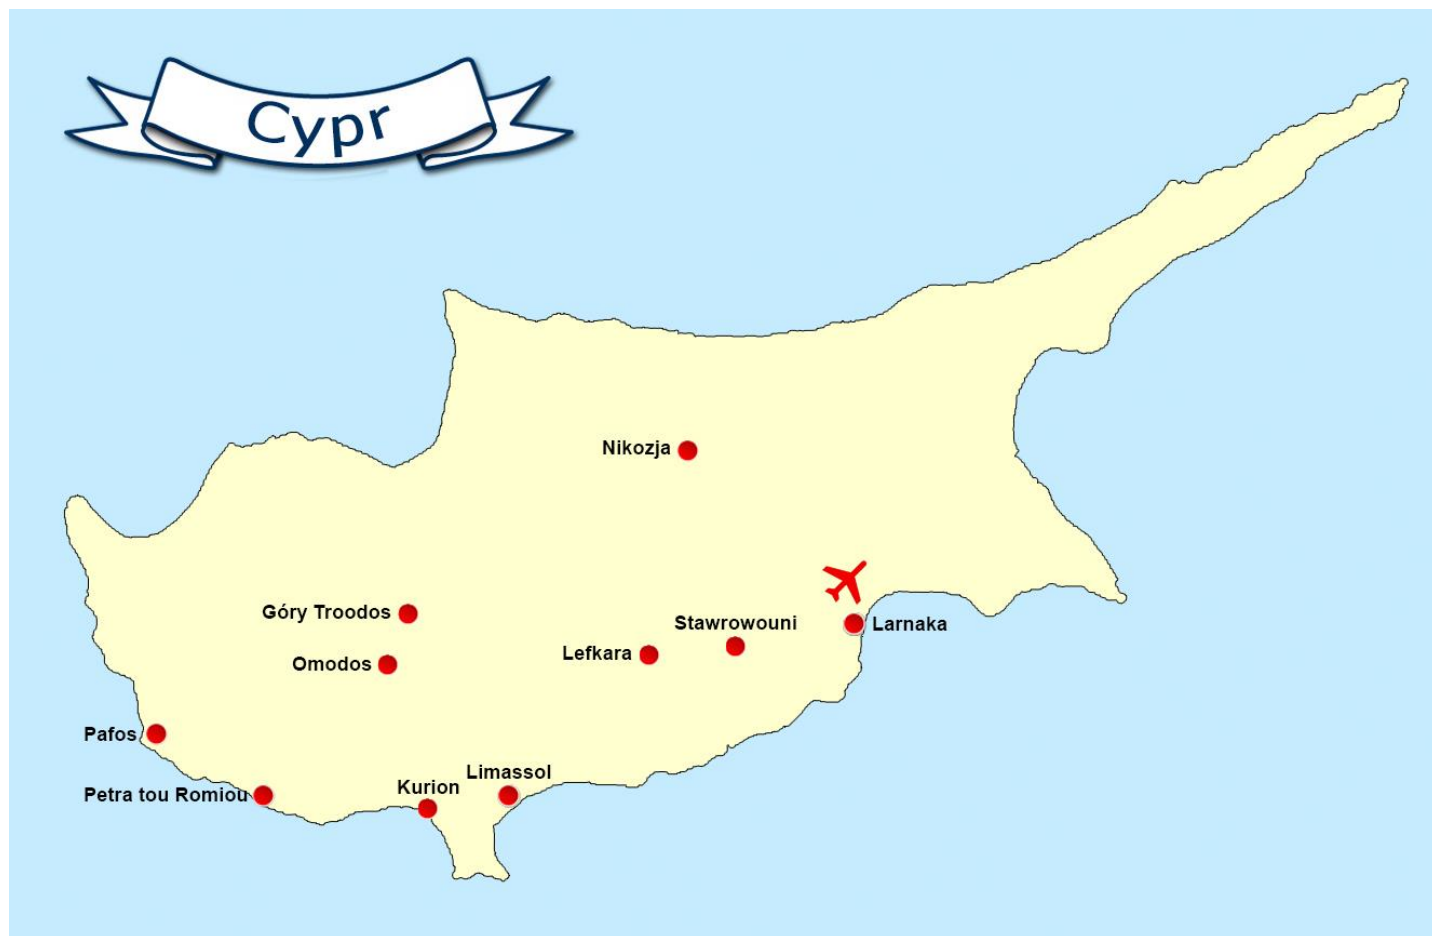 Cypr
Nikozja
Góry Troodos
Stawrowouni
Larnaka
Lefkara
Omodos
Pafos
Limassol
Kurion
Petra tou Romiou